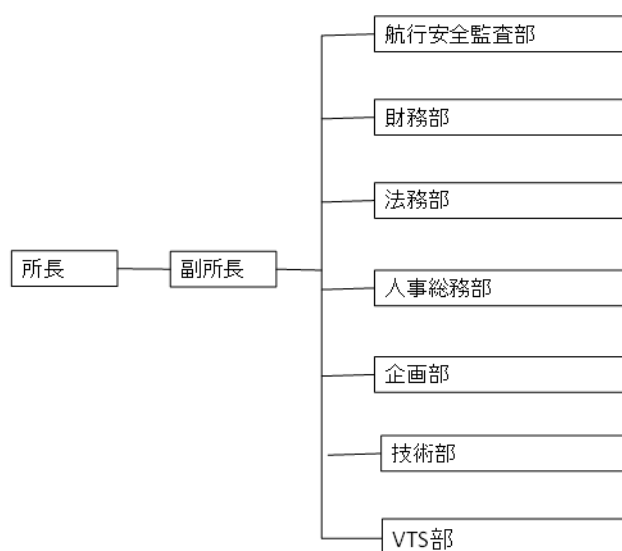 所長
副所長
航行安全監査部
財務部
法務部
人事総務部
企画部
技術部
VTS部